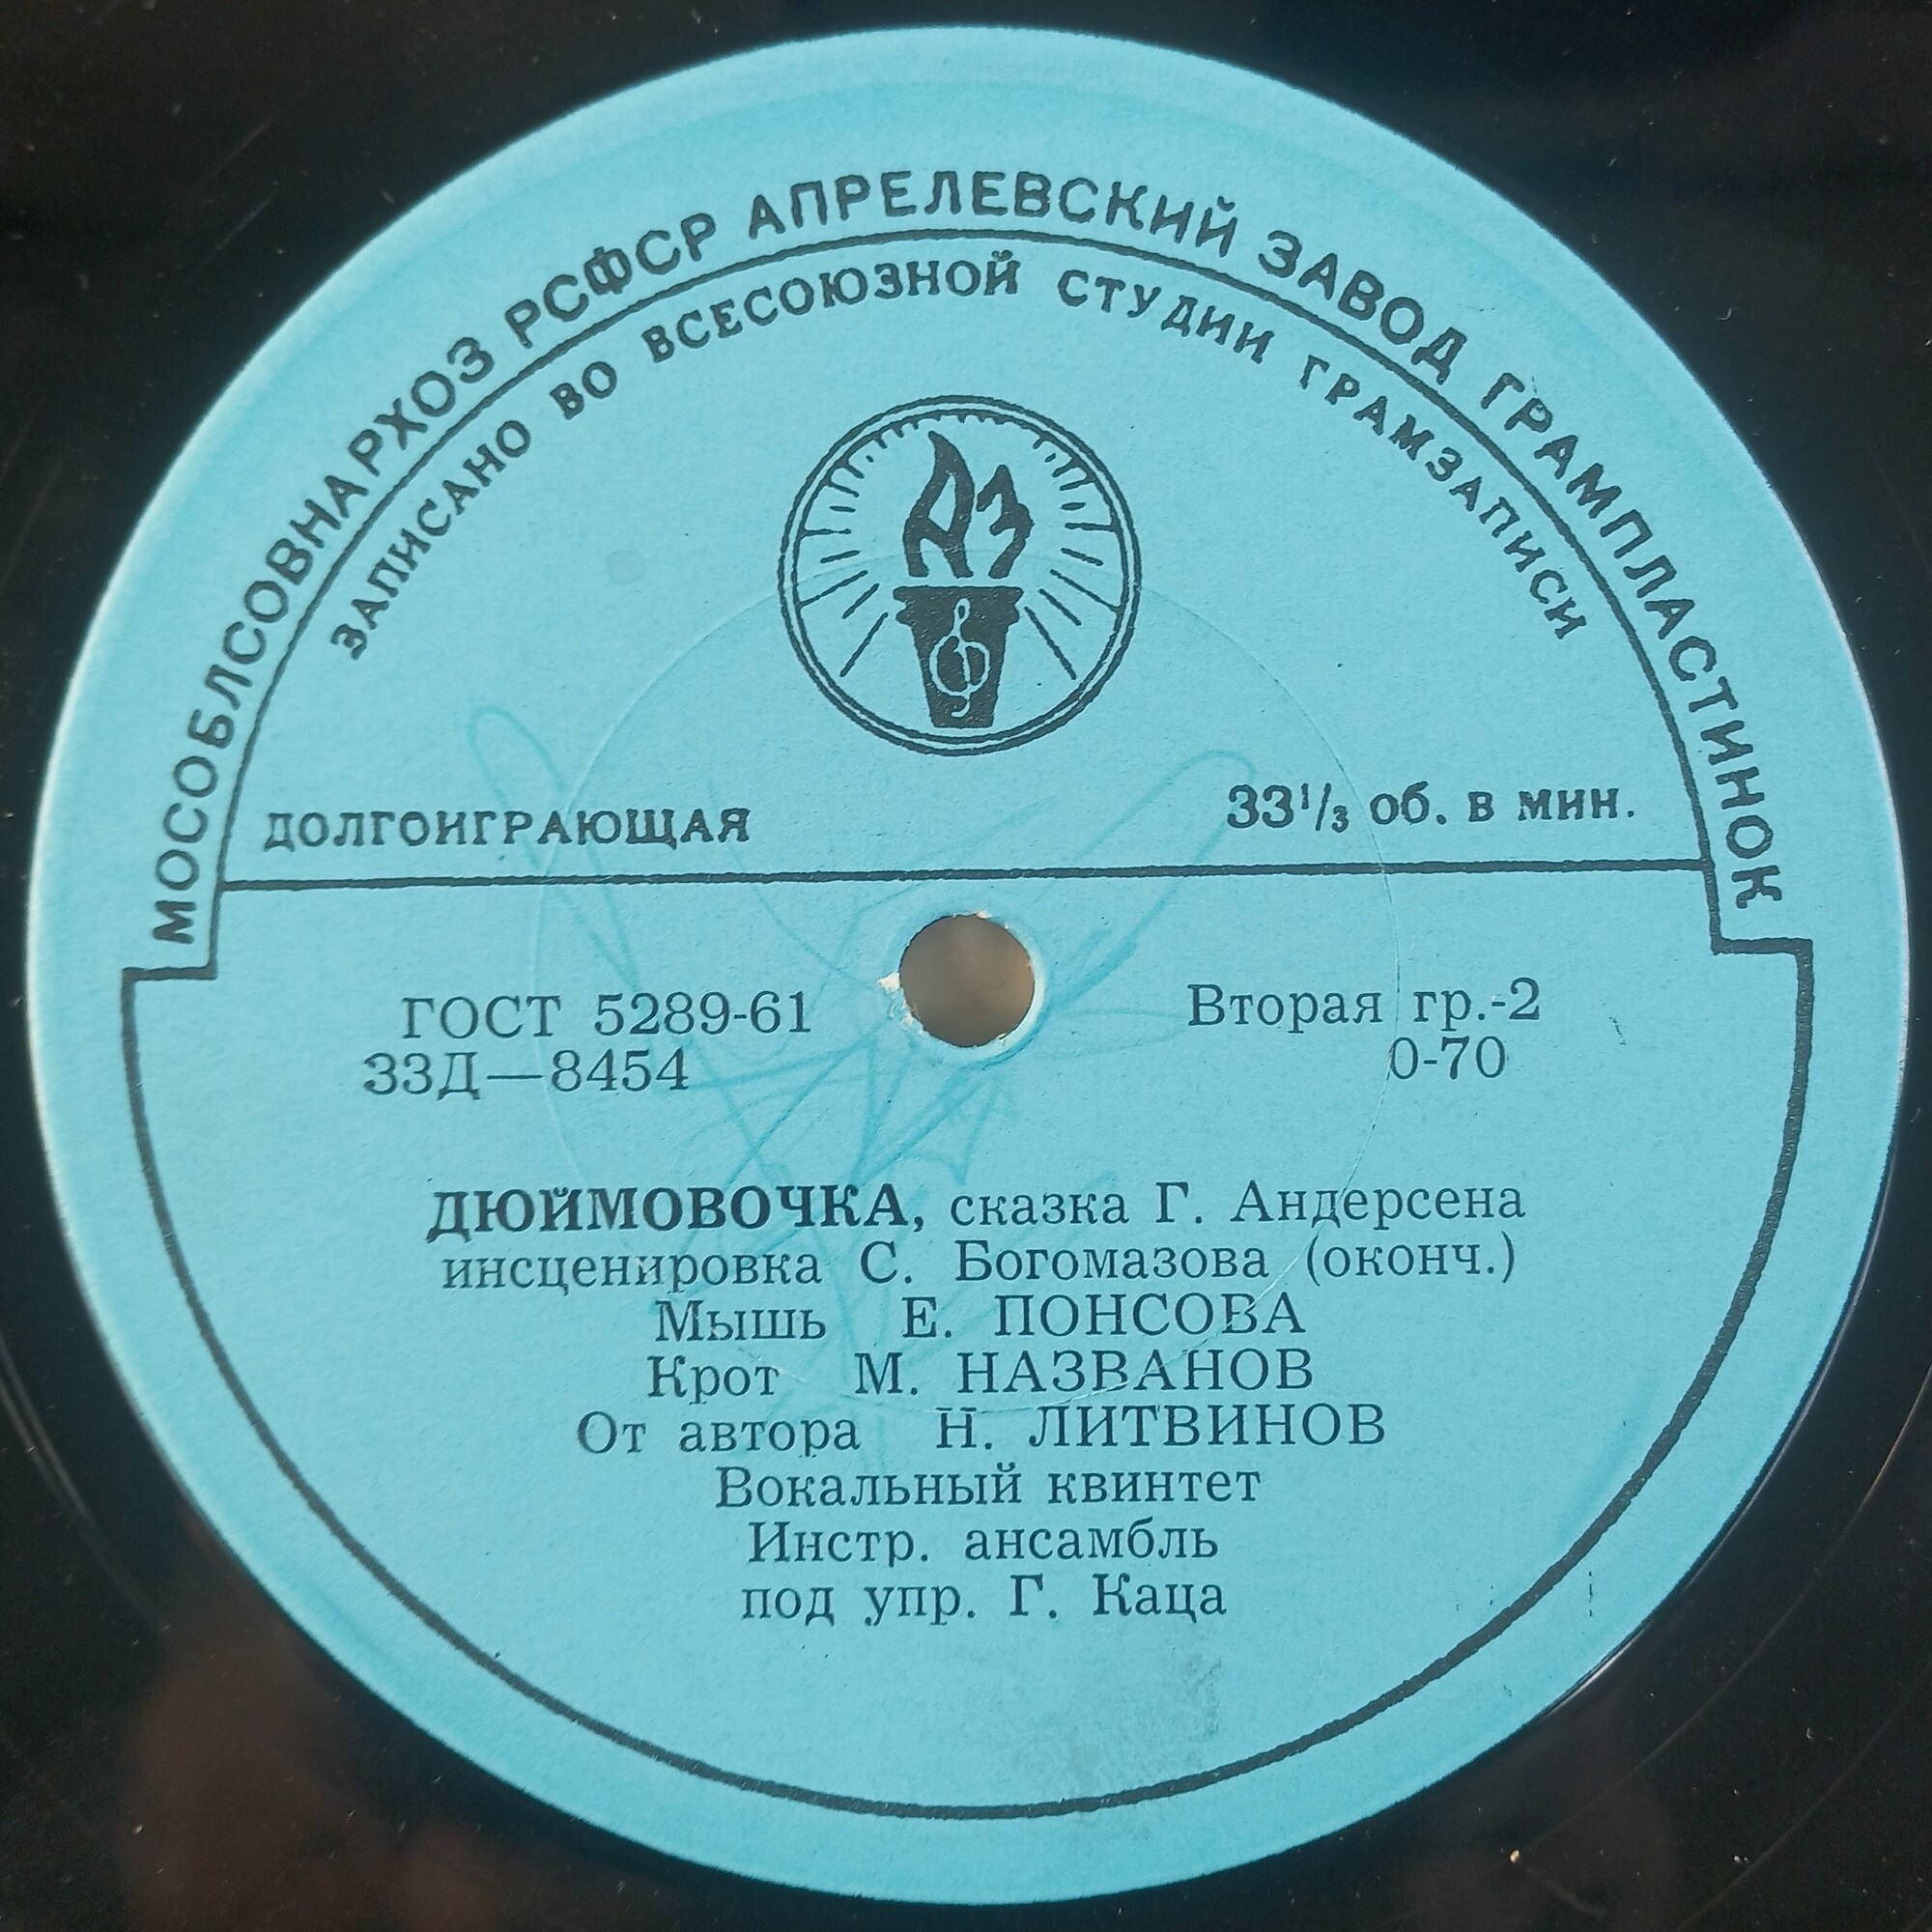 МОСОБЛСОВНАРХОЗ РСФСР АПРЕЛЕВСКИЙ ЗАВОД ГРАМПЛАСТИНОК
ЗАПИСАНО ВО ВСЕСОЮЗНОЙ СТУДИИ ГРАМЗАПИСИ
АЗ
ДОЛГОИГРАЮЩАЯ 33 1/3 об. в мин.
ГОСТ 5289-61 Вторая гр.-2
33Д—8454 0-70
ДЮЙМОВОЧКА, сказка Г. Андерсена
инсценировка С. Богомазова (оконч.)
Мышь Е. ПОНСОВА
Крот М. НАЗВАНОВ
От автора Н. ЛИТВИНОВ
Вокальный квинтет
Инстр. ансамбль
под упр. Г. Каца